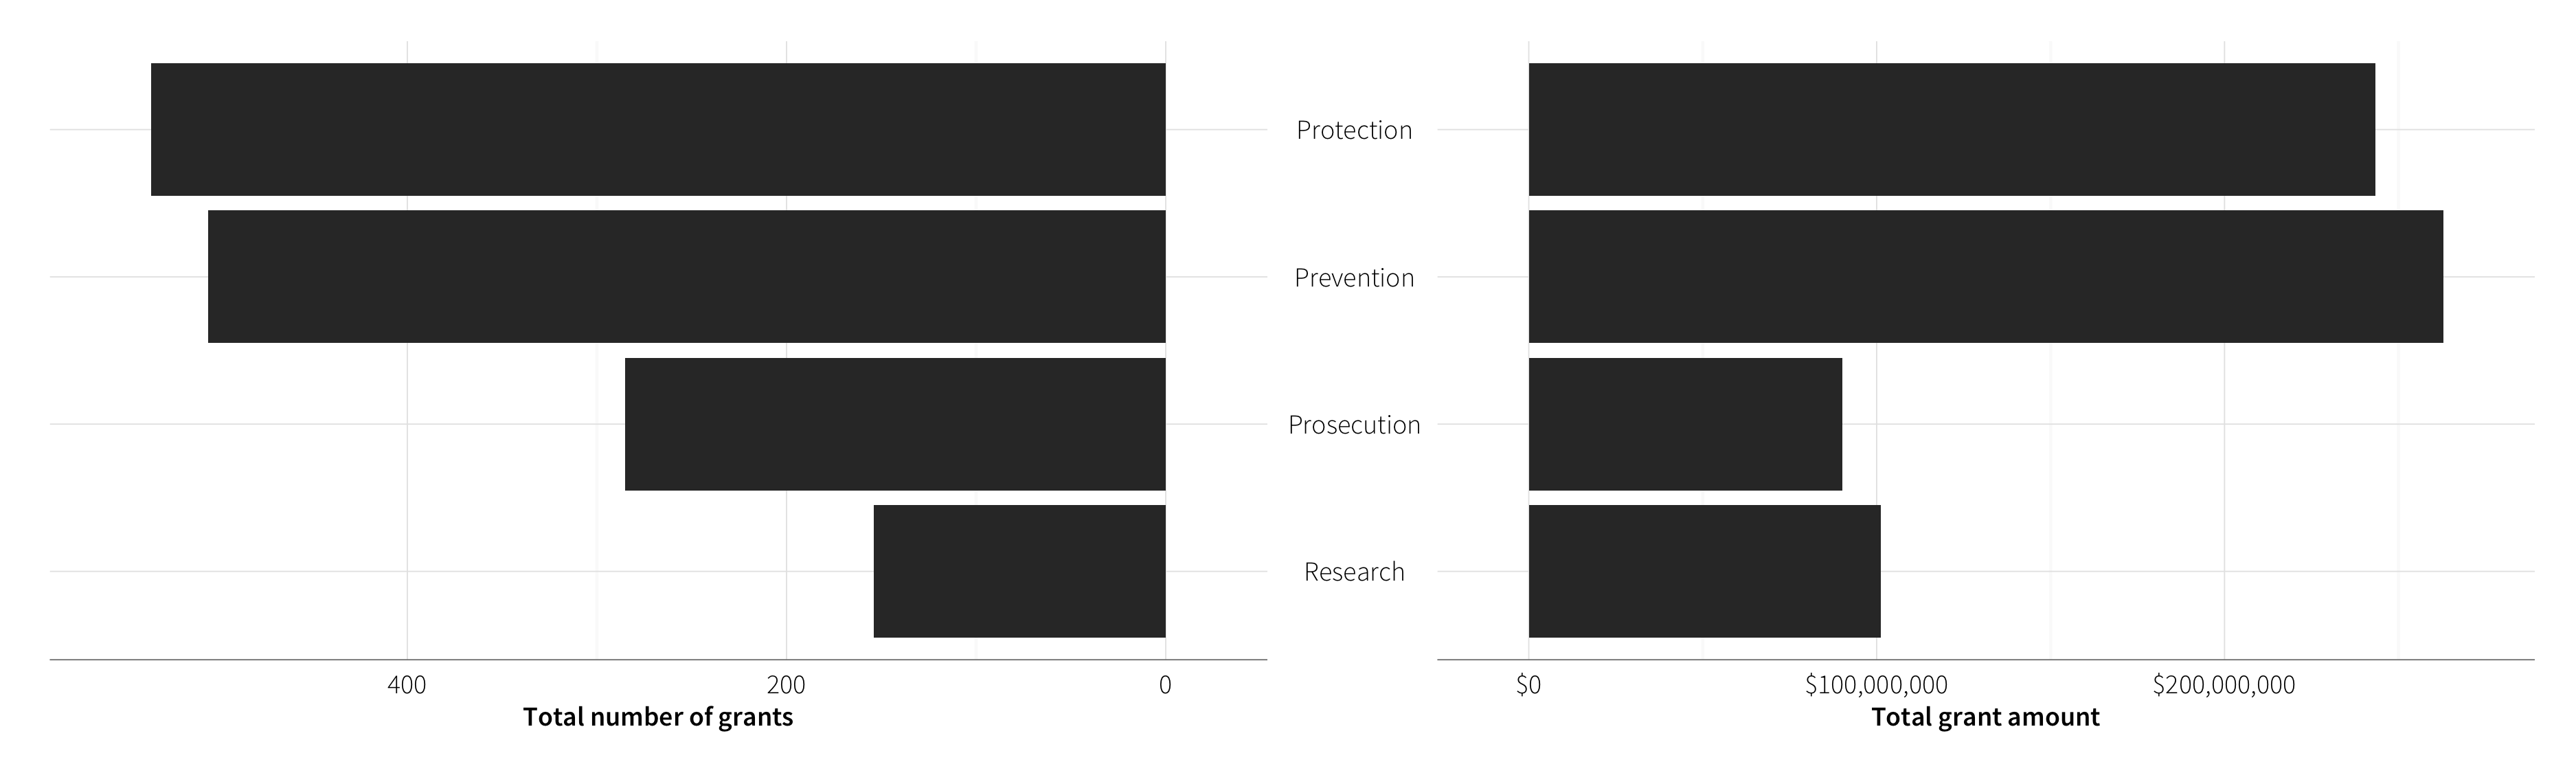 Protection
Prevention
Prosecution
Research
400 200 0
Total number of grants
$0 $100,000,000 $200,000,000
Total grant amount